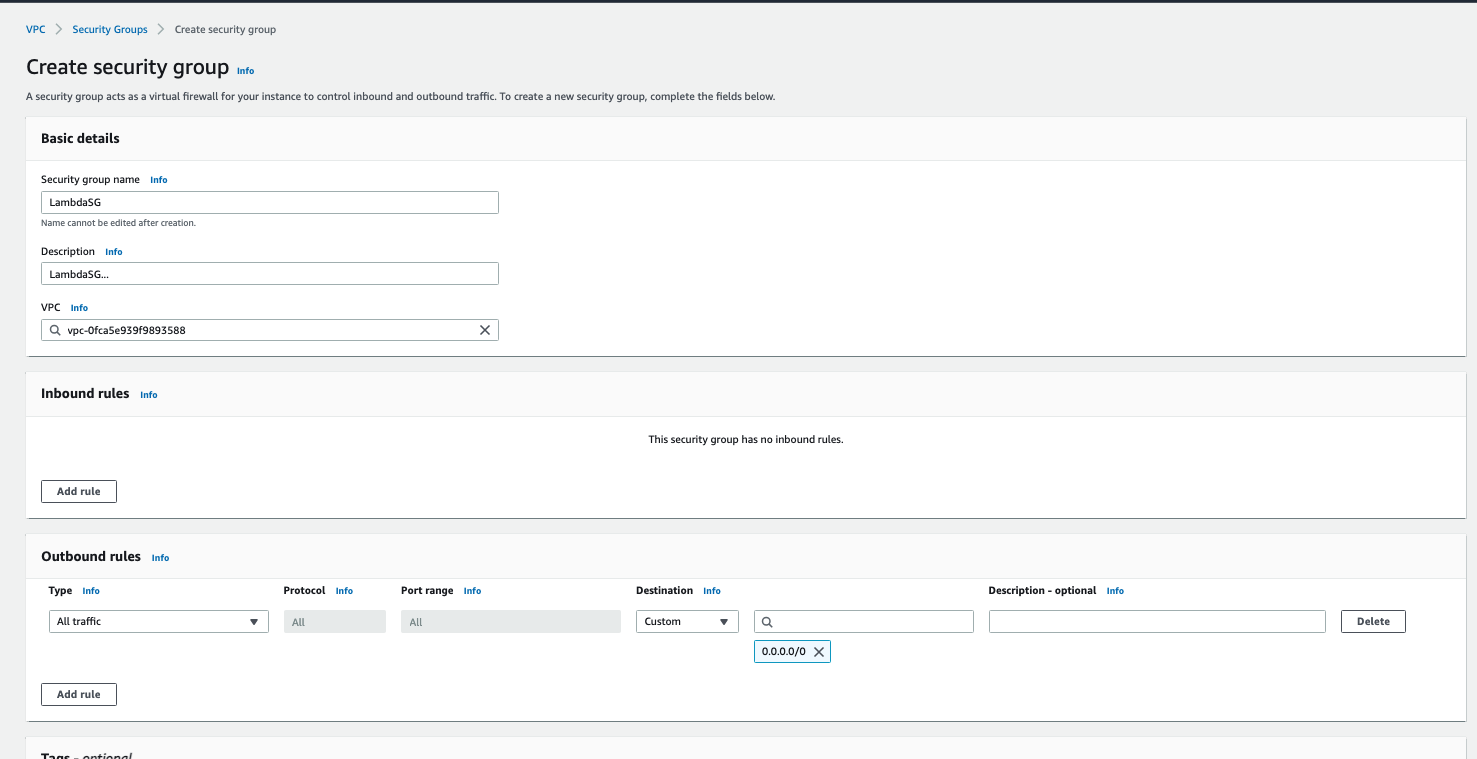 VPC > Security Groups > Create security group
Create security group Info
A security group acts as a virtual firewall for your instance to control inbound and outbound traffic. To create a new security group, complete the fields below.
Basic details
Security group name Info
LambdaSG
Name cannot be edited after creation.
Description Info
LambdaSG...
VPC Info
vpc-0fca5e939f9893588
Inbound rules Info
This security group has no inbound rules.
Add rule
Outbound rules Info
Type Info Protocol Info Port range Info Destination Info Description - optional Info
All traffic All All Custom Delete
0.0.0.0/0
Add rule
Tags - optional